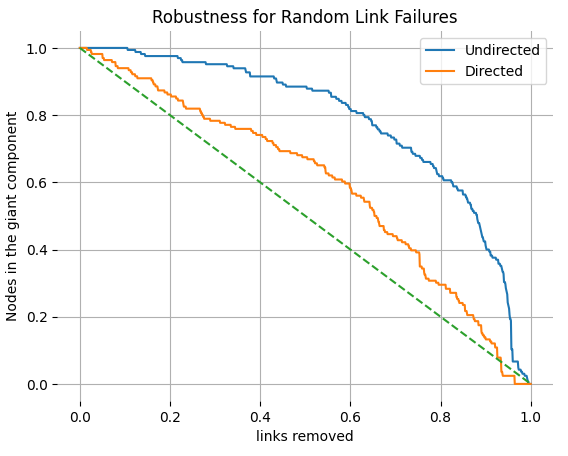 Robustness for Random Link Failures
Undirected
Directed
Nodes in the giant component
1.0
0.8
0.6
0.4
0.2
0.0
0.0 0.2 0.4 0.6 0.8 1.0
links removed